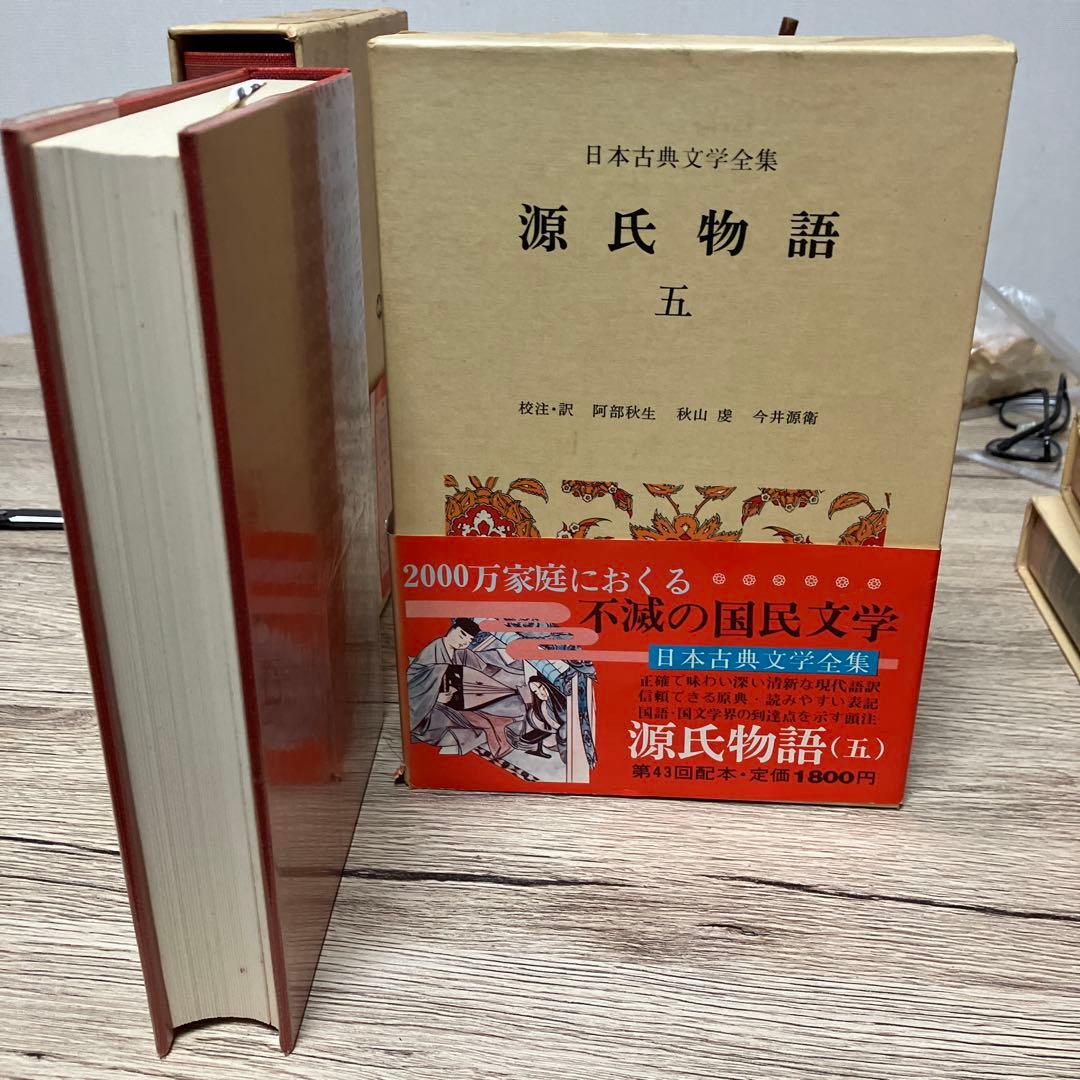 日本古典文学全集
源氏物語
五
校注・訳 阿部秋生 秋山 虔 今井源衛
2000万家庭におくる
不滅の国民文学
日本古典文学全集
正確で味わい深い清新な現代語訳
信頼できる原典・読みやすい表記
国語・国文学界の到達点を示す頭注
源氏物語(五)
第43回配本・定価1800円